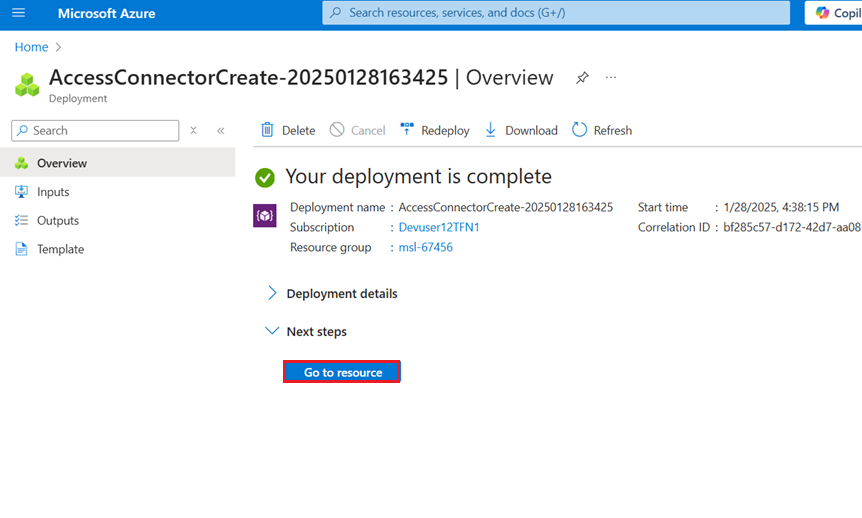 Microsoft Azure
Search resources, services, and docs (G+/)
Copil
Home
AccessConnectorCreate-20250128163425 | Overview
Deployment
Search
Delete
Cancel
Redeploy
Download
Refresh
Overview
Inputs
Outputs
Template
Your deployment is complete
Deployment name : AccessConnectorCreate-20250128163425
Subscription : Devuser12TFN1
Resource group : msl-67456
Start time : 1/28/2025, 4:38:15 PM
Correlation ID : bf285c57-d172-42d7-aa08
Deployment details
Next steps
Go to resource